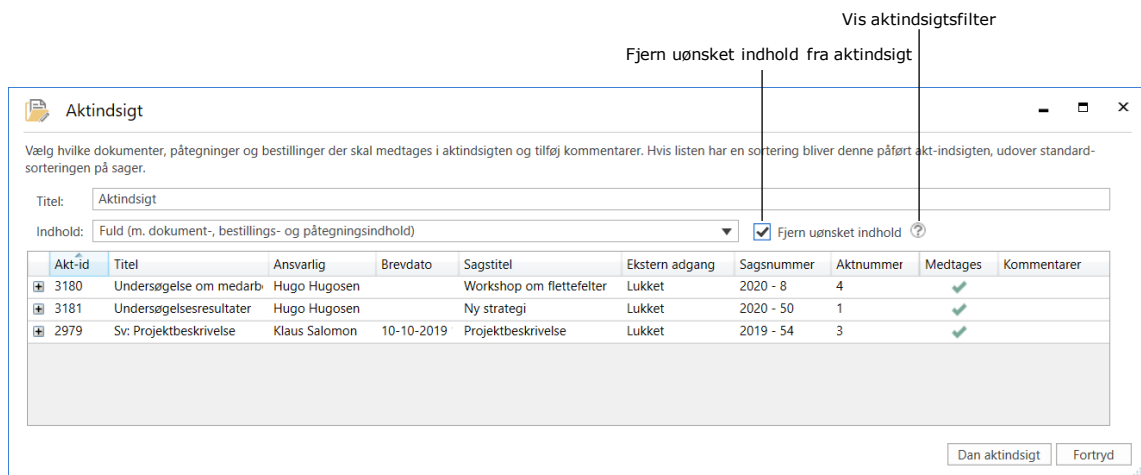 Vis aktindsigtsfilter
Fjern uønsket indhold fra aktindsigt
Aktindsigt
Vælg hvilke dokumenter, påtegninger og bestillinger der skal medtages i aktindsigten og tilføj kommentarer. Hvis listen har en sortering bliver denne påført akt-indsigten, udover standard-
sorteringen på sager.
Titel: Aktindsigt
Indhold: Fuld (m. dokument-, bestillings- og påtegningsindhold) Fjern uønsket indhold ?
Akt-id Titel Ansvarlig Brevdato Sagstitel Ekstern adgang Sagsnummer Aktnummer Medtages Kommentarer
3180 Undersøgelse om medarb Hugo Hugosen Workshop om flettefelter Lukket 2020 - 8 4
3181 Undersøgelsesresultater Hugo Hugosen Ny strategi Lukket 2020 - 50 1
2979 Sv: Projektbeskrivelse Klaus Salomon 10-10-2019 Projektbeskrivelse Lukket 2019 - 54 3
Dan aktindsigt Fortryd